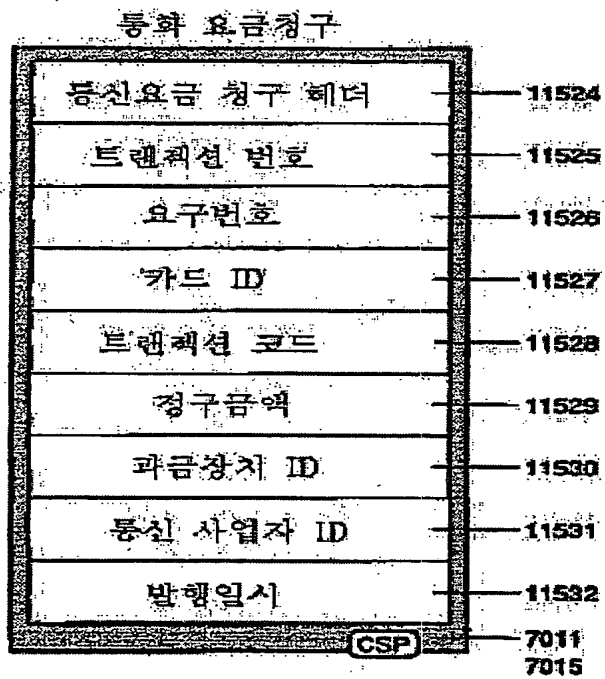 통화 요금청구
통신요금 청구 헤더 11524
트랜잭션 번호 11525
요구번호 11526
카드 ID 11527
트랜잭션 코드 11528
청구금액 11529
과금장치 ID 11530
통신 사업자 ID 11531
발행일시 11532
CSP 7011
7015